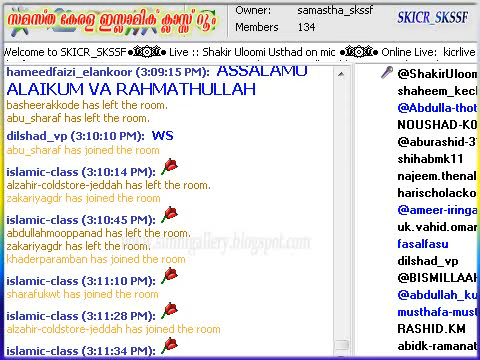 സമസ്ത കേരള ഇസ്ലാമിക് ക്ലാസ്സ് റൂം
Owner: samastha_skssf
Members 134
SKICR_SKSSF
Welcome to SKICR_SKSSF Live :: Shakir Uloomi Usthad on mic Online Live: kicrlive
hameedfaizi_elankoor (3:09:15 PM): ASSALAMU
ALAIKUM VA RAHMATHULLAH
basheerakkode has left the room.
abu_sharaf has left the room.
dilshad_vp (3:10:10 PM): WS
abu_sharaf has joined the room
islamic-class (3:10:14 PM):
alzahir-coldstore-jeddah has left the room.
zakariyagdr has joined the room
islamic-class (3:10:45 PM):
abdullahmooppanad has left the room.
zakariyagdr has left the room.
khaderparamban has joined the room
islamic-class (3:11:10 PM):
sharafukwt has joined the room
islamic-class (3:11:28 PM):
alzahir-coldstore-jeddah has joined the room
islamic-class (3:11:34 PM):
@ShakirUloom
shaheem_kecl
@Abdulla-thot
NOUSHAD-KO
@aburashid-3
shihabmk11
najeem.thenal
harischolacko
@ameer-iringa
uk.vahid.omar
fasalfasu
dilshad_vp
@BISMILLAAH
@abdullah_ku
musthafa-must
RASHID.KM
abidk-ramanat